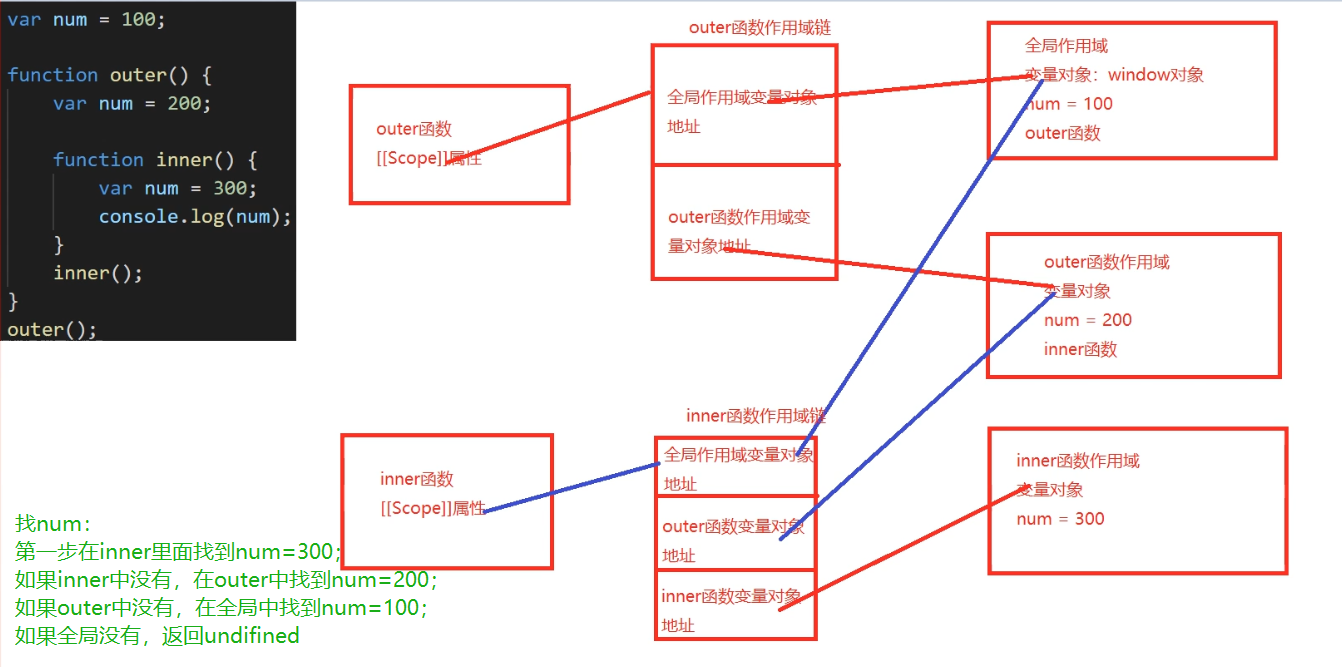 var num = 100;
function outer() {
var num = 200;
function inner() {
var num = 300;
console.log(num);
}
inner();
}
outer();
outer函数
[[Scope]]属性
outer函数作用域链
全局作用域变量对象
地址
outer函数作用域变
量对象地址
全局作用域
变量对象：window对象
num = 100
outer函数
outer函数作用域
变量对象
num = 200
inner函数
inner函数
[[Scope]]属性
inner函数作用域链
全局作用域变量对象
地址
outer函数变量对象
地址
inner函数变量对象
地址
inner函数作用域
变量对象
num = 300
找num：
第一步在inner里面找到num=300；
如果inner中没有，在outer中找到num=200；
如果outer中没有，在全局中找到num=100；
如果全局没有，返回undifined